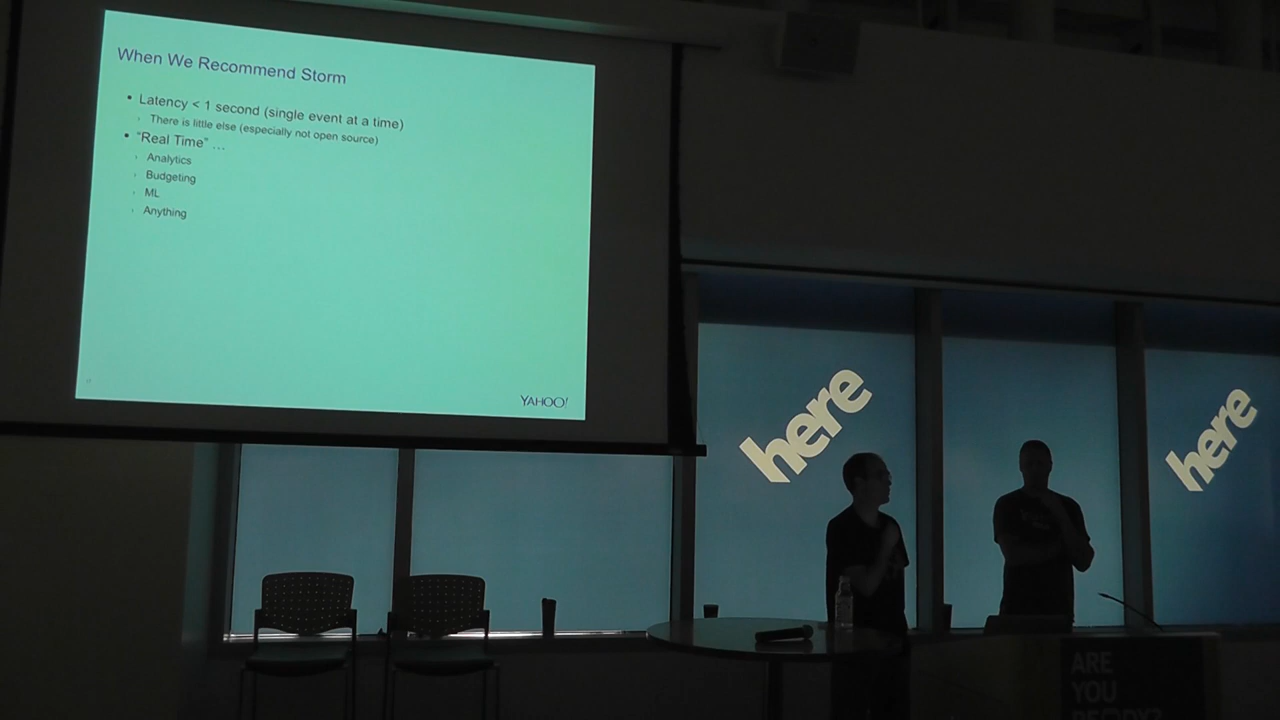 When We Recommend Storm
• Latency < 1 second (single event at a time)
› There is little else (especially not open source)
• “Real Time” …
› Analytics
› Budgeting
› ML
› Anything
YAHOO!
here
here
ARE
YOU